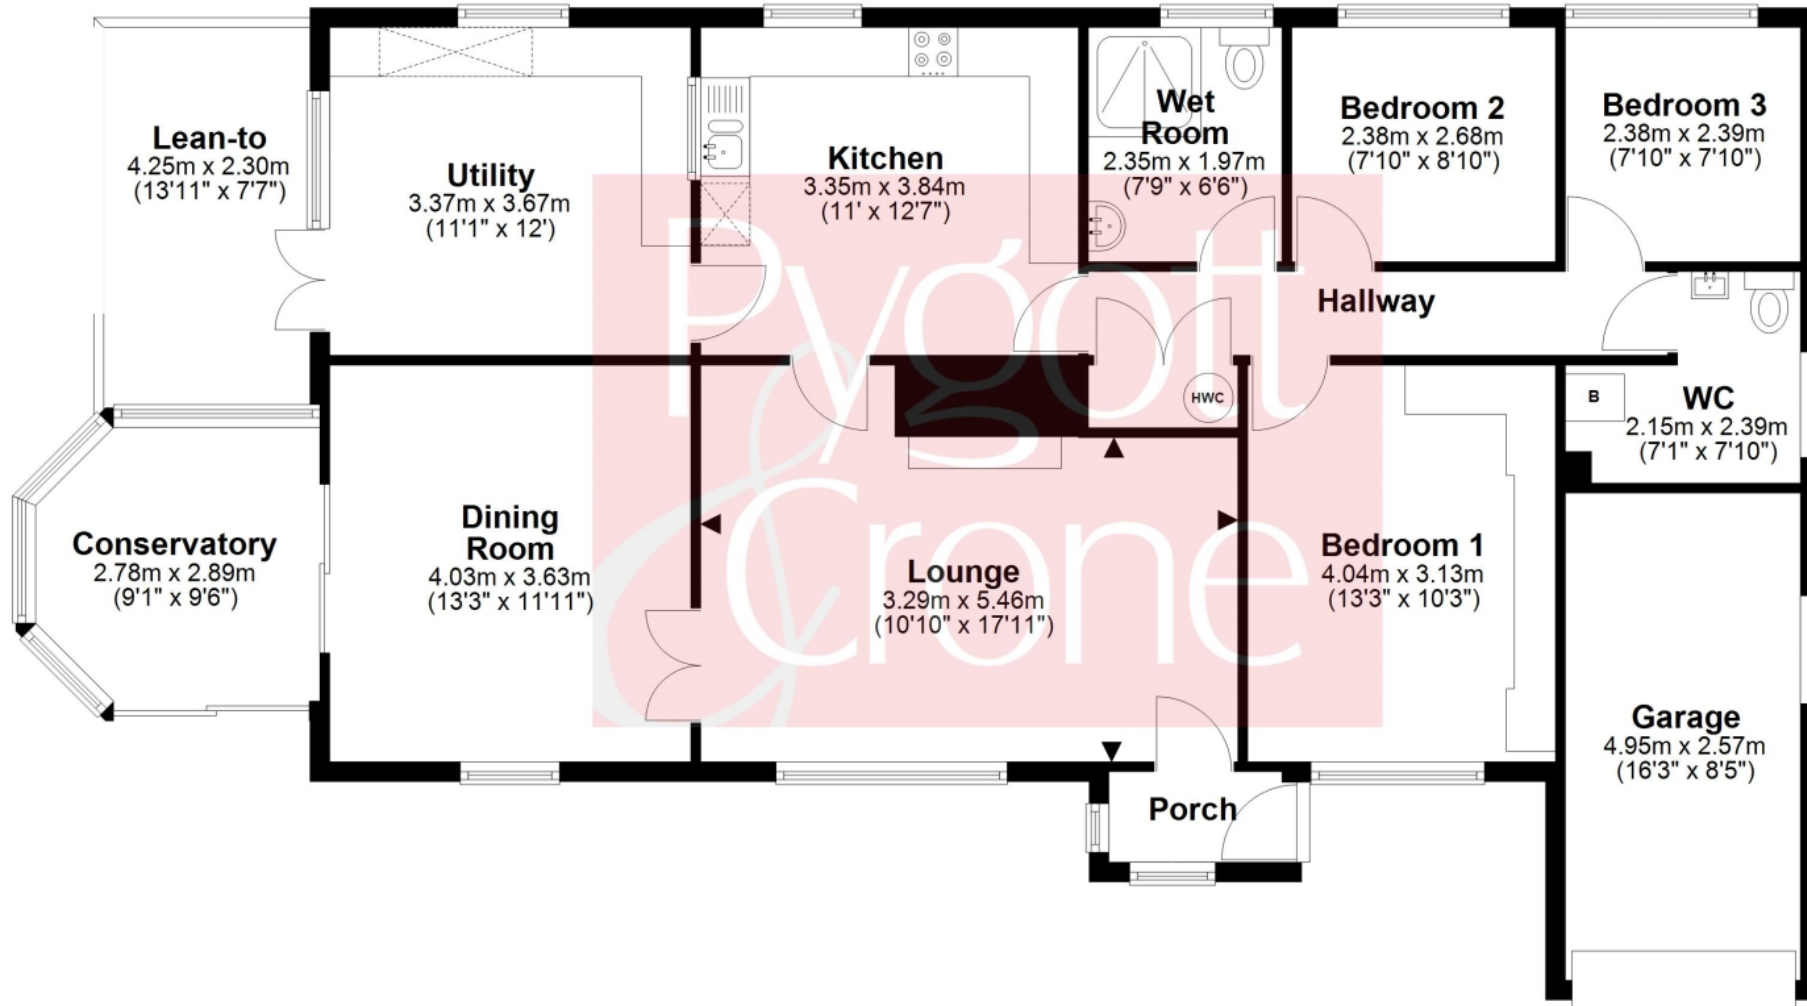 Lean-to
4.25m x 2.30m
(13'11" x 7'7")
Utility
3.37m x 3.67m
(11'1" x 12')
Kitchen
3.35m x 3.84m
(11' x 12'7")
Wet
Room
2.35m x 1.97m
(7'9" x 6'6")
Bedroom 2
2.38m x 2.68m
(7'10" x 8'10")
Bedroom 3
2.38m x 2.39m
(7'10" x 7'10")
Hallway
HWC
B
WC
2.15m x 2.39m
(7'1" x 7'10")
Conservatory
2.78m x 2.89m
(9'1" x 9'6")
Dining
Room
4.03m x 3.63m
(13'3" x 11'11")
Lounge
3.29m x 5.46m
(10'10" x 17'11")
Bedroom 1
4.04m x 3.13m
(13'3" x 10'3")
Garage
4.95m x 2.57m
(16'3" x 8'5")
Porch
Pygott
& Crone